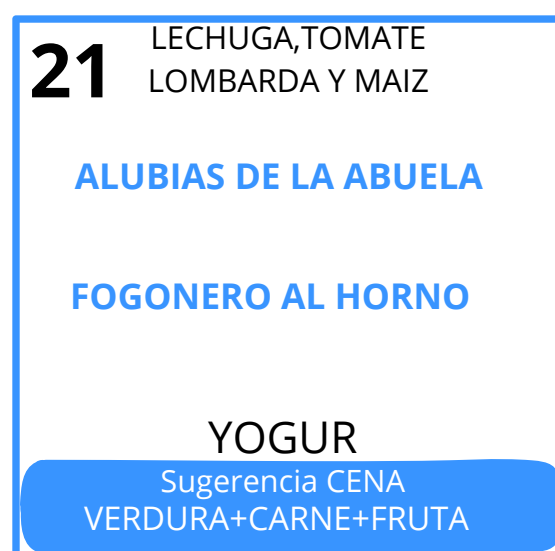 21
LECHUGA,TOMATE
LOMBARDA Y MAIZ
ALUBIAS DE LA ABUELA
FOGONERO AL HORNO
YOGUR
Sugerencia CENA
VERDURA+CARNE+FRUTA